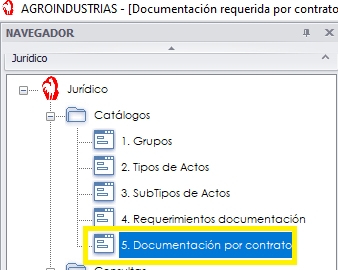 AGROINDUSTRIAS - [Documentación requerida por contrato
NAVEGADOR
Jurídico
Jurídico
Catálogos
1. Grupos
2. Tipos de Actos
3. SubTipos de Actos
4. Requerimientos documentación
5. Documentación por contrato
Consultas